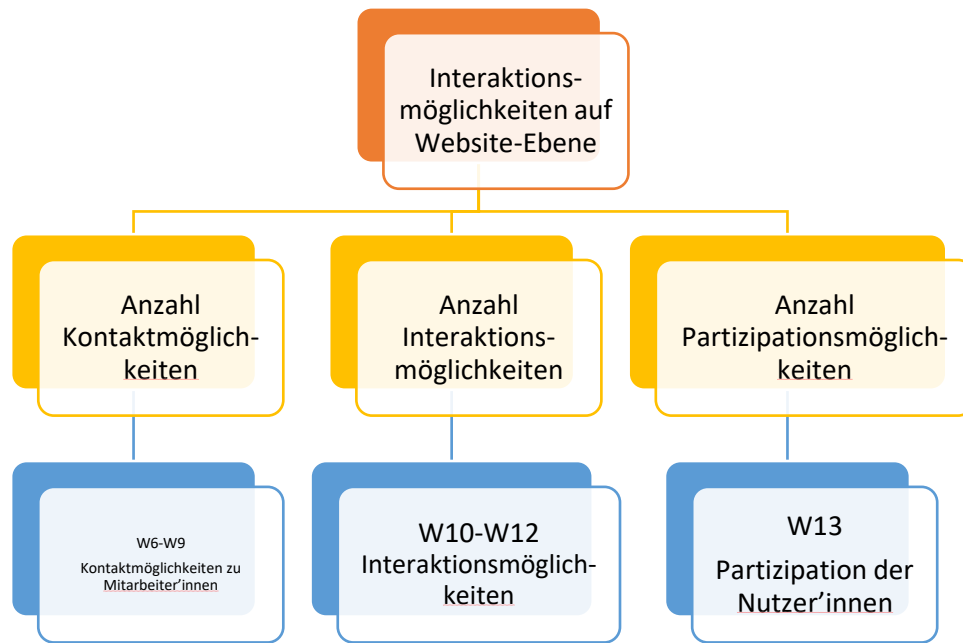 Interaktions-
möglichkeiten auf
Website-Ebene
Anzahl
Kontaktmöglich-
keiten
Anzahl
Interaktions-
möglichkeiten
Anzahl
Partizipationsmöglich-
keiten
W6-W9
Kontaktmöglichkeiten zu
Mitarbeiter'innen
W10-W12
Interaktionsmöglich-
keiten
W13
Partizipation der
Nutzer'innen